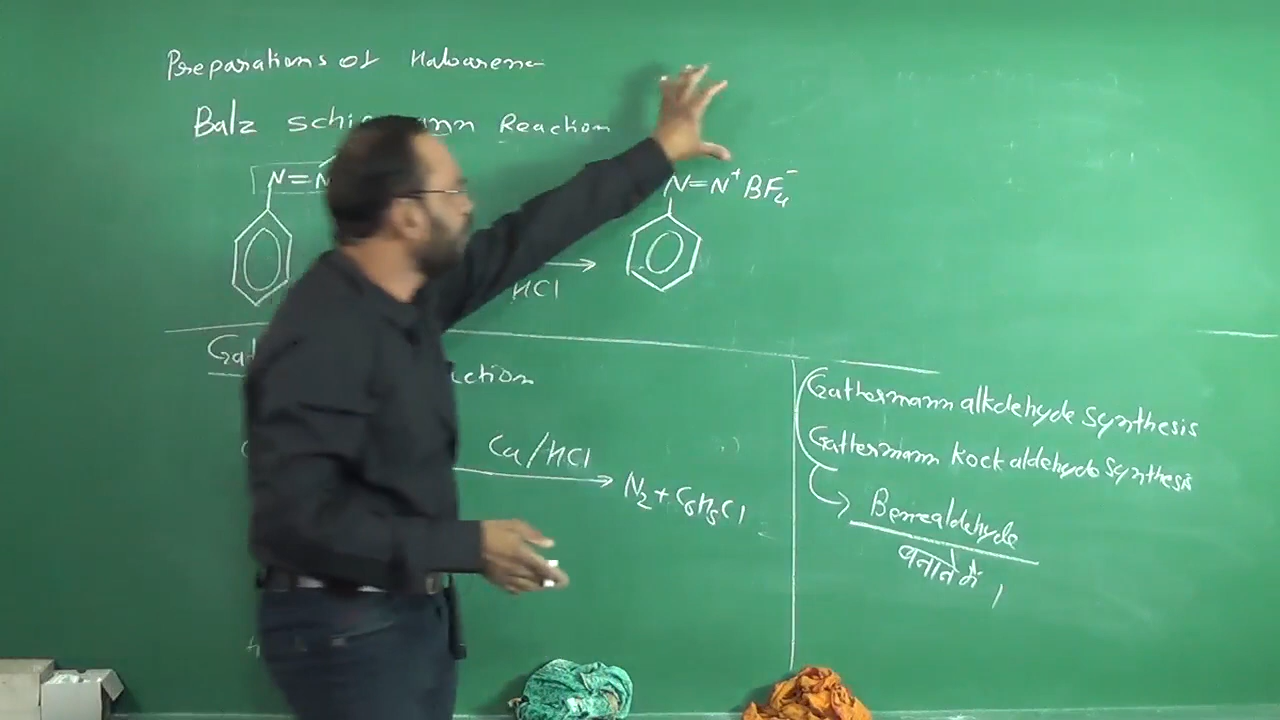 Preparations of Haloarene
Balz Reaction
N=N
N=N⁺ BF₄⁻
HCl
Cu/HCl
N₂ + C₆H₅Cl
Gattermann alkdehyde synthesis
Gattermann kock aldehyde synthesis
Benzaldehyde
बनाने में ।